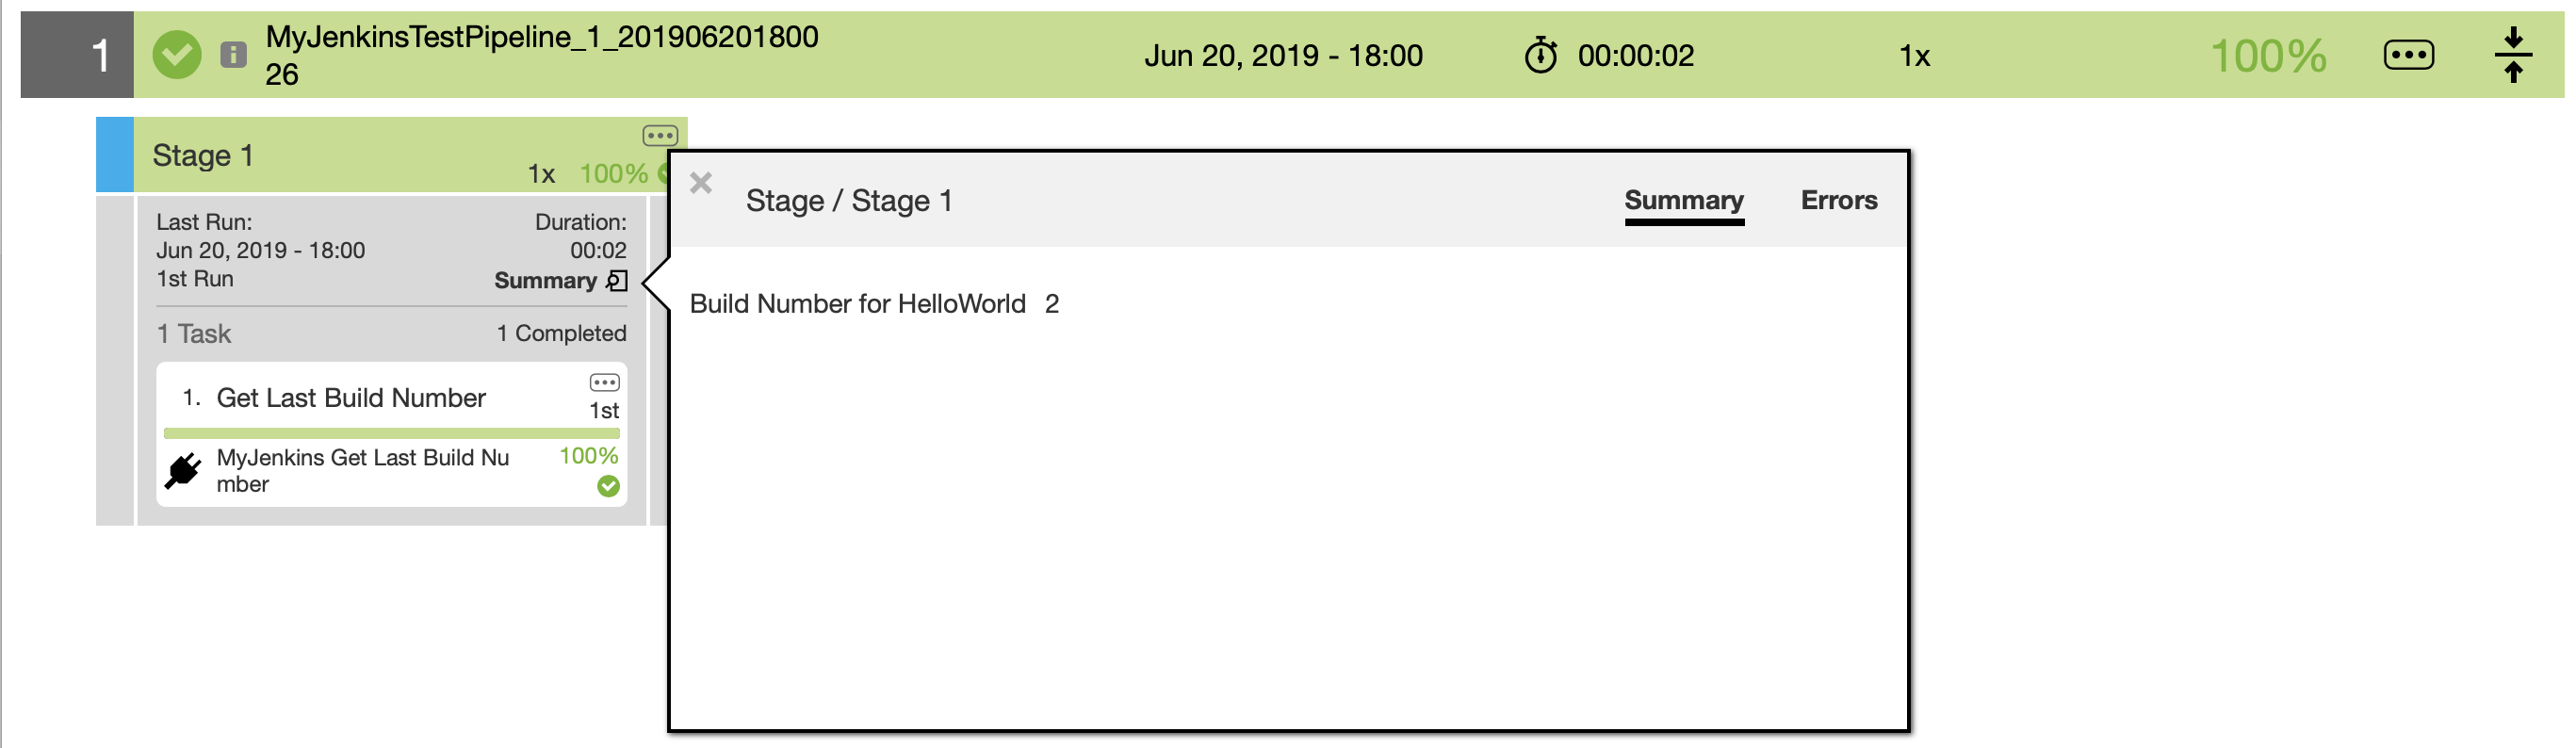 1
MyJenkinsTestPipeline_1_201906201800
26
Jun 20, 2019 - 18:00
00:00:02
1x
100%
Stage 1
1x 100%
Last Run:
Duration:
Jun 20, 2019 - 18:00
00:02
1st Run
Summary
1 Task
1 Completed
1. Get Last Build Number
1st
MyJenkins Get Last Build Nu
mber
100%
Stage / Stage 1
Summary
Errors
Build Number for HelloWorld 2